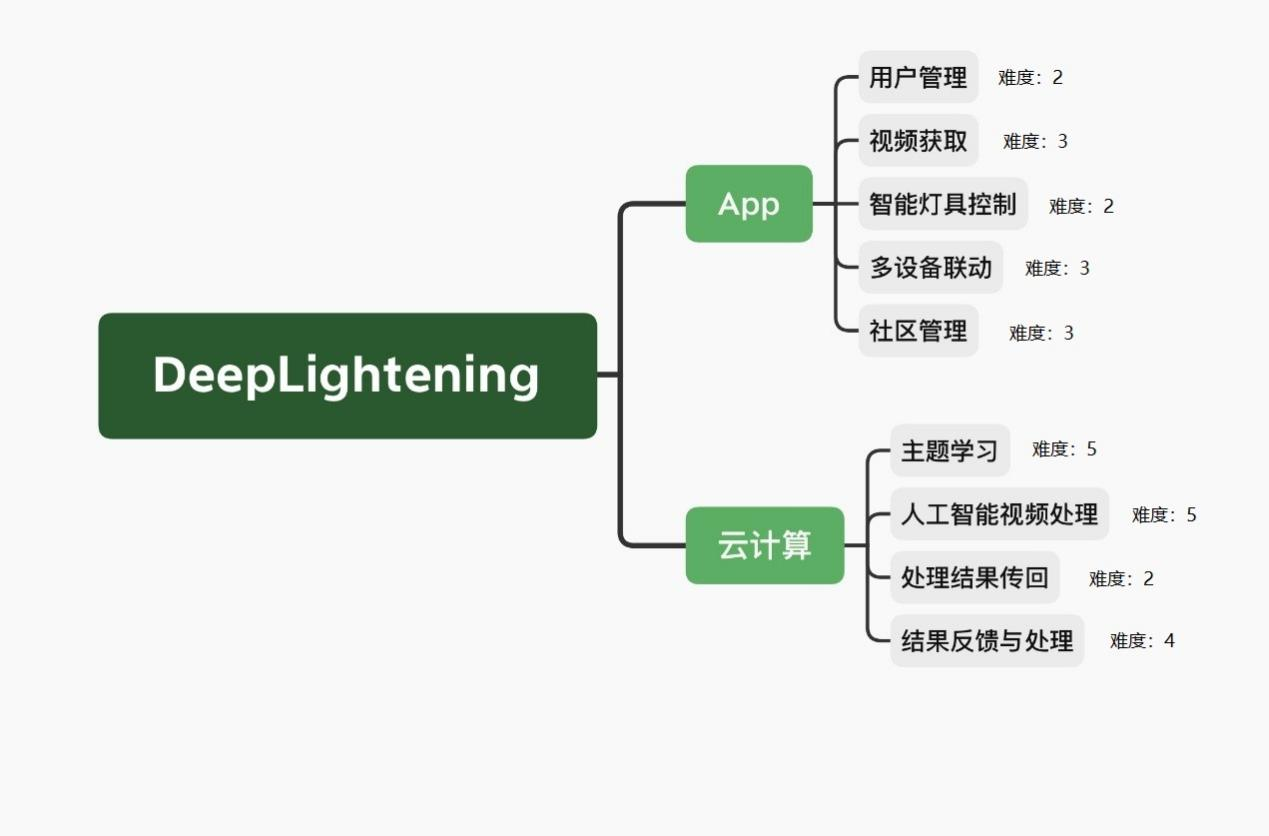 DeepLightening
App
用户管理 难度：2
视频获取 难度：3
智能灯具控制 难度：2
多设备联动 难度：3
社区管理 难度：3
云计算
主题学习 难度：5
人工智能视频处理 难度：5
处理结果传回 难度：2
结果反馈与处理 难度：4